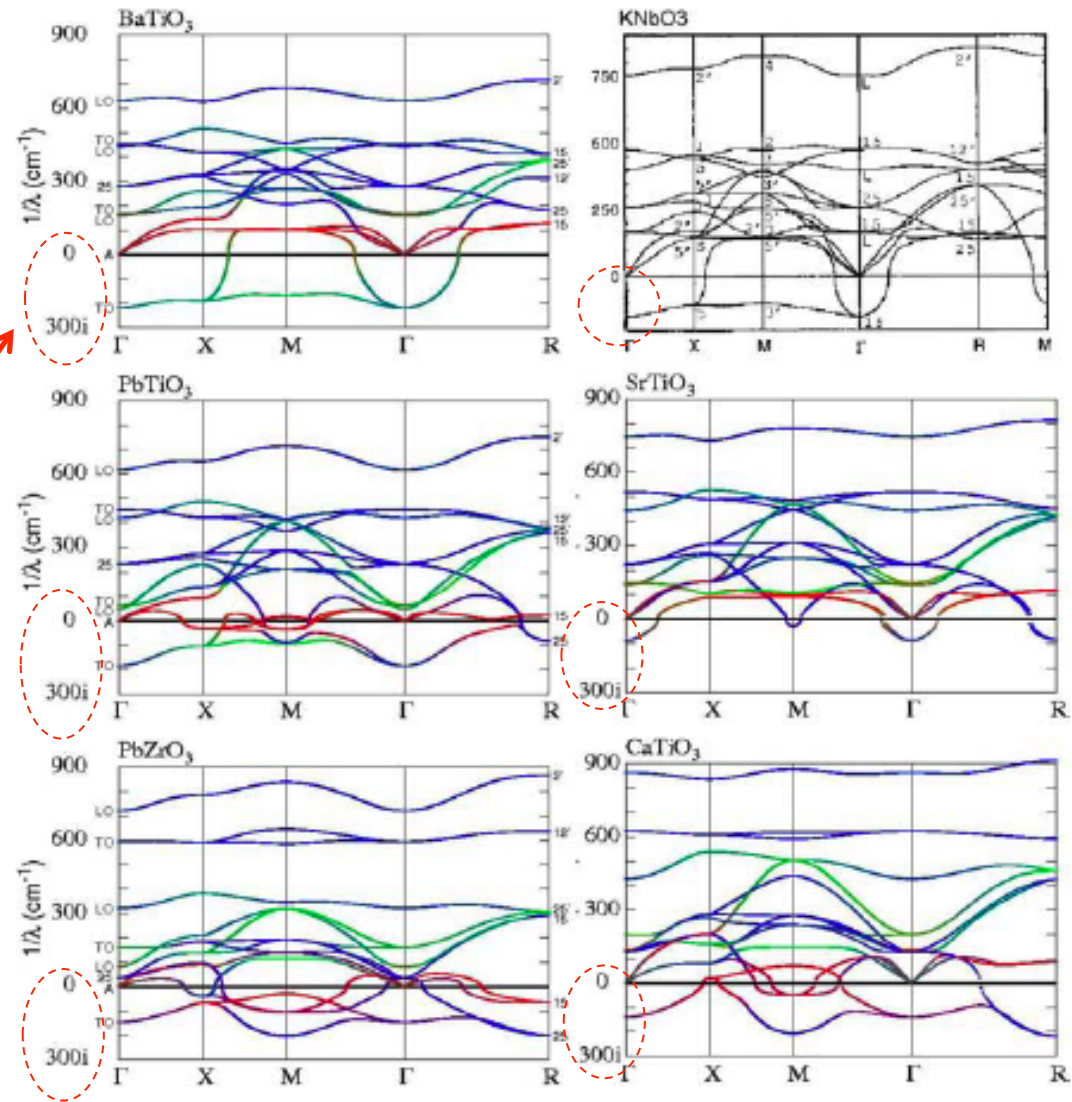 BaTiO3
KNbO3
900
600
300
0
300i
1/λ (cm-1)
LO
TO
LO
25
TO
LO
A
TO
2'
15
25'
12'
25
15
Γ X M Γ R
750
600
250
0
Γ X M Γ R M
PbTiO3
SrTiO3
900
600
300
0
300i
1/λ (cm-1)
LO
TO
LO
25
TO
LO
A
TO
2'
15
25
Γ X M Γ R
900
600
300
0
300i
Γ X M Γ R
PbZrO3
CaTiO3
900
600
300
0
300i
1/λ (cm-1)
LO
TO
LO
TO
LO
25
A
TO
2'
12'
15
25
Γ X M Γ R
900
600
300
0
300i
Γ X M Γ R